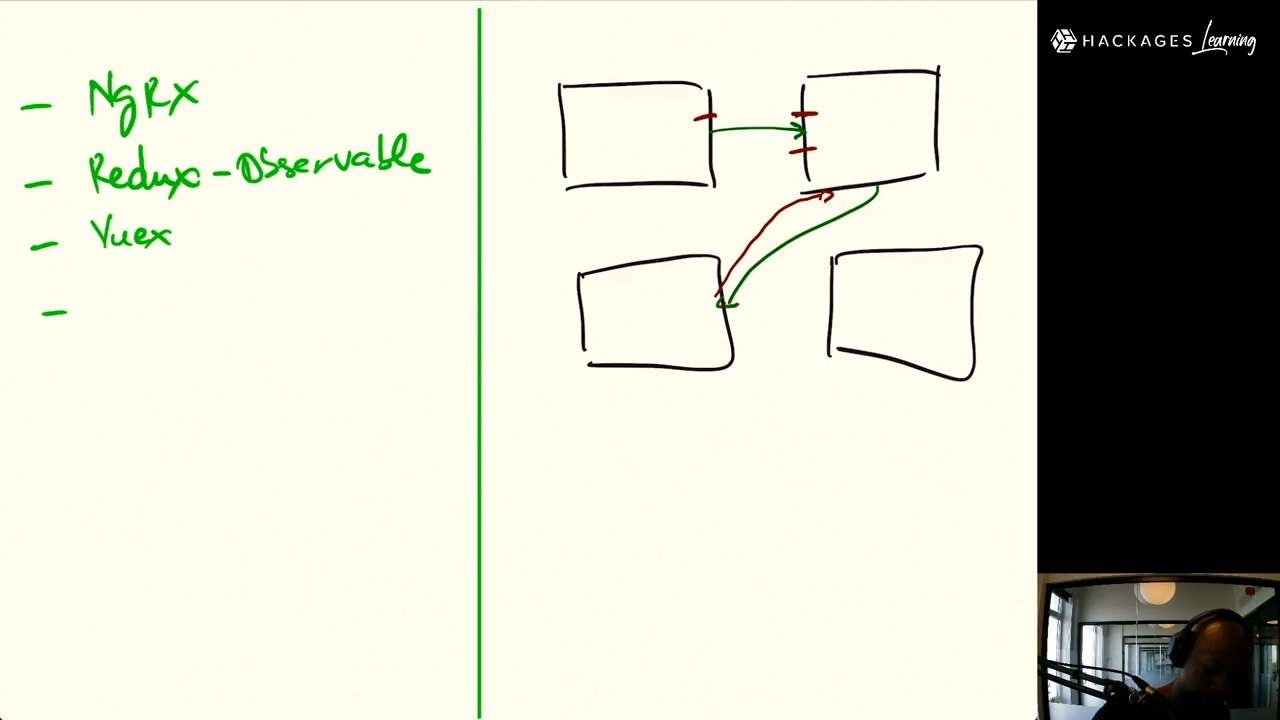 - NgRx
- Redux - Observable
- Vuex
-
HACKAGES Learning